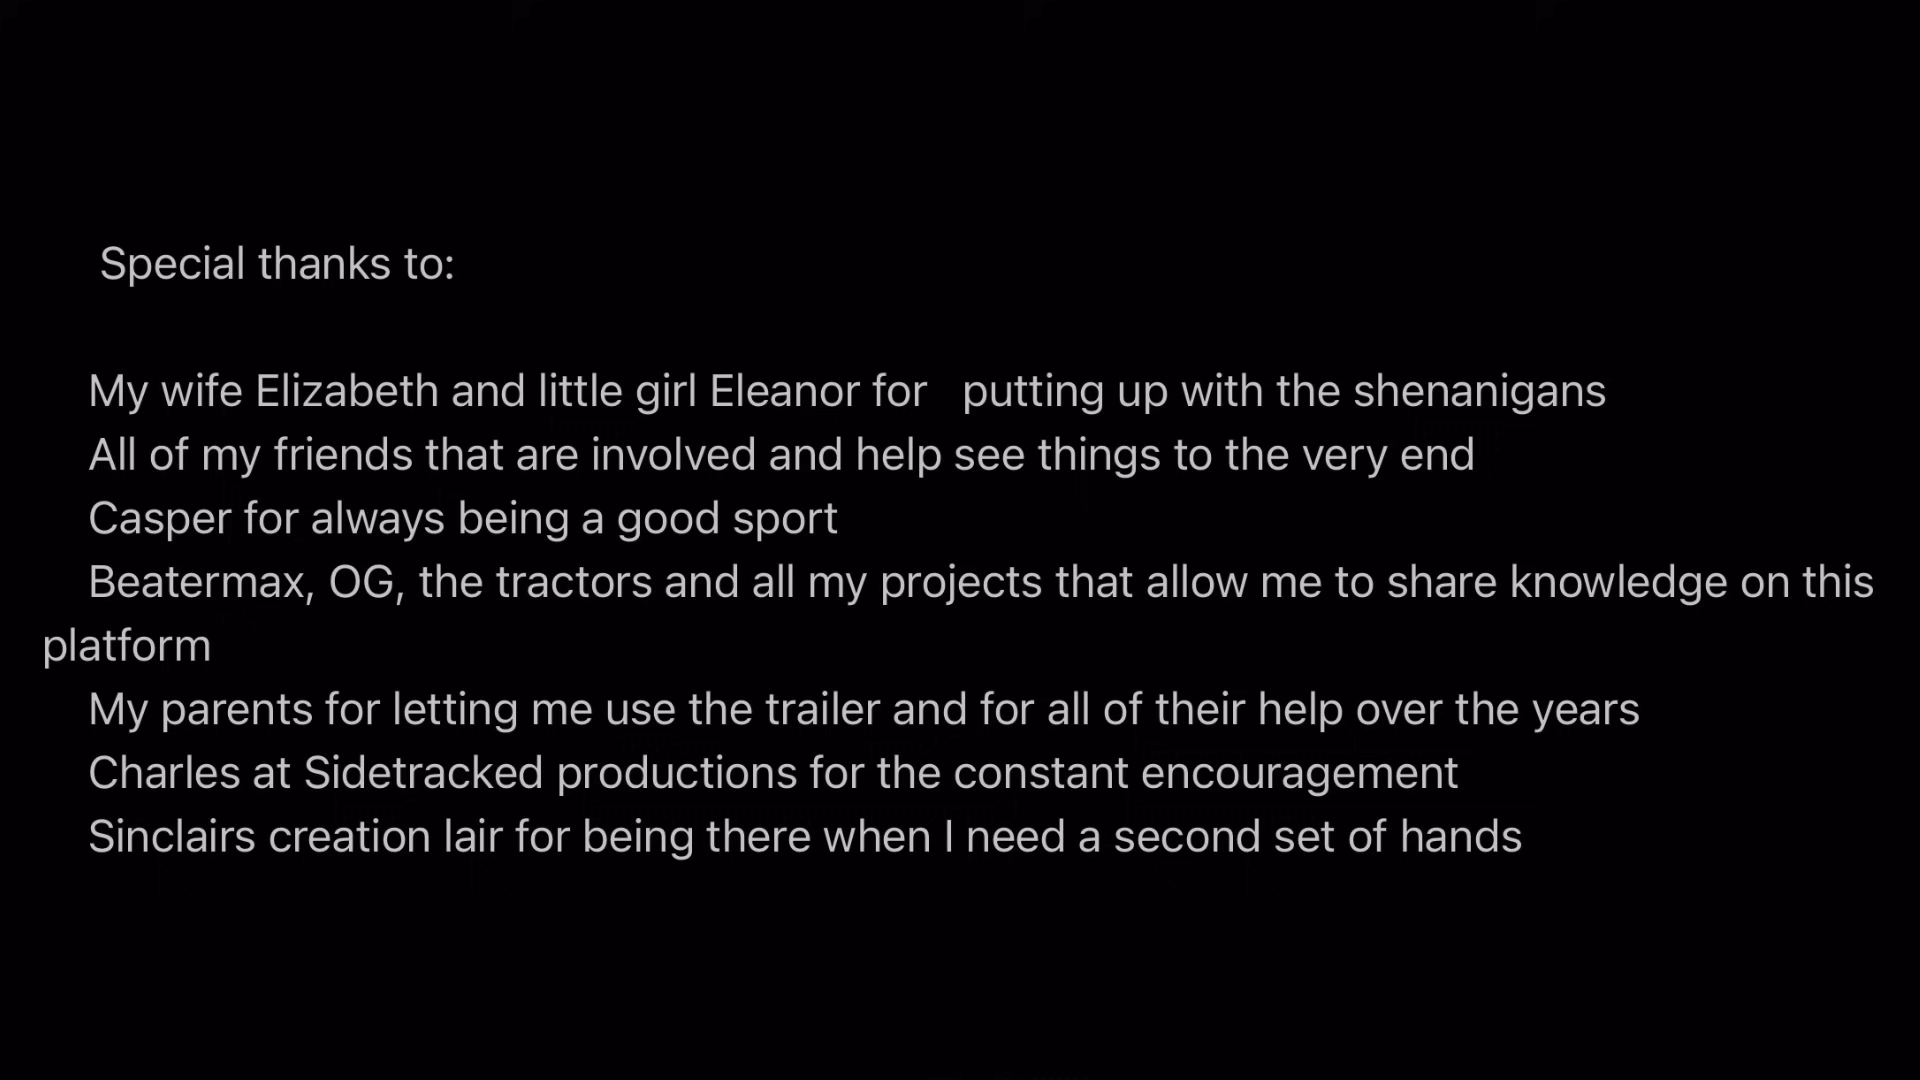 Special thanks to:
My wife Elizabeth and little girl Eleanor for   putting up with the shenanigans
All of my friends that are involved and help see things to the very end
Casper for always being a good sport
Beatermax, OG, the tractors and all my projects that allow me to share knowledge on this
platform
My parents for letting me use the trailer and for all of their help over the years
Charles at Sidetracked productions for the constant encouragement
Sinclairs creation lair for being there when I need a second set of hands